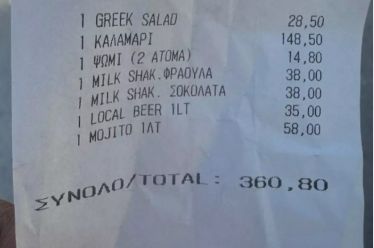 1 GREEK SALAD 28,50
1 ΚΑΛΑΜΑΡΙ 148,50
1 ΨΩΜΙ (2 ΑΤΟΜΑ) 14,80
1 MILK SHAK.ΦΡΑΟΥΛΑ 38,00
1 MILK SHAK. ΣΟΚΟΛΑΤΑ 38,00
1 LOCAL BEER 1LT 35,00
1 MOJITO 1ΛΤ 58,00
ΣΥΝΟΛΟ/TOTAL: 360,80